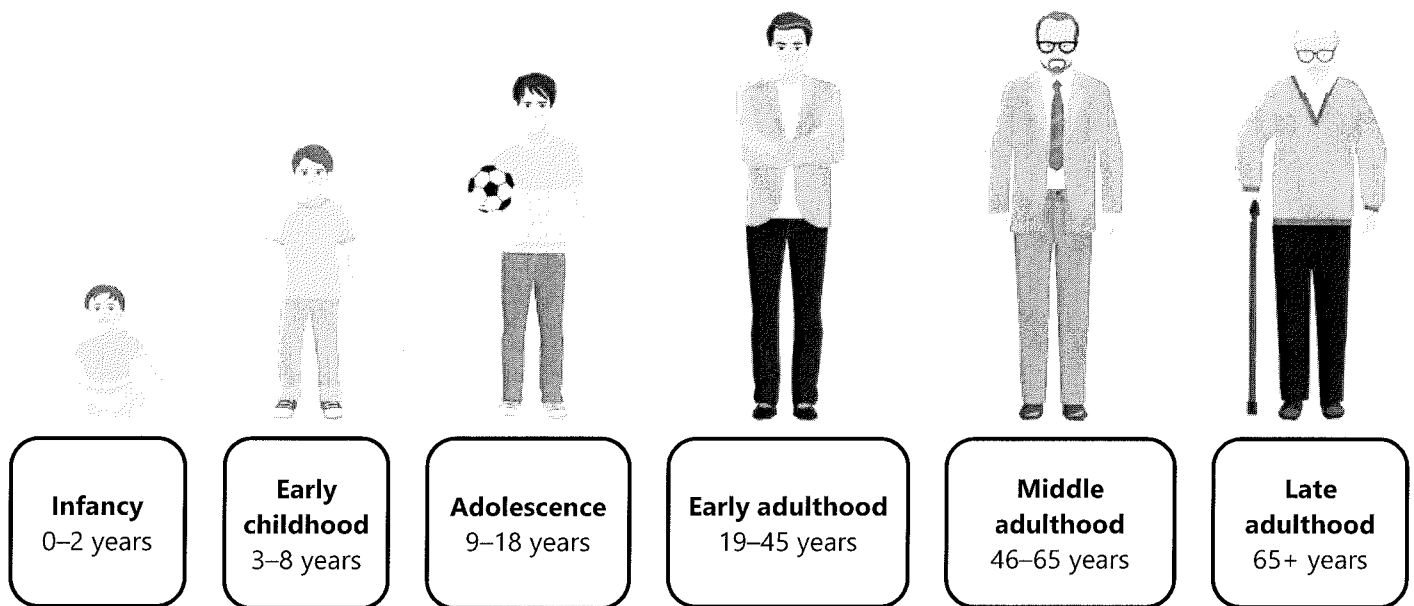 Infancy
0–2 years
Early
childhood
3–8 years
Adolescence
9–18 years
Early adulthood
19–45 years
Middle
adulthood
46–65 years
Late
adulthood
65+ years